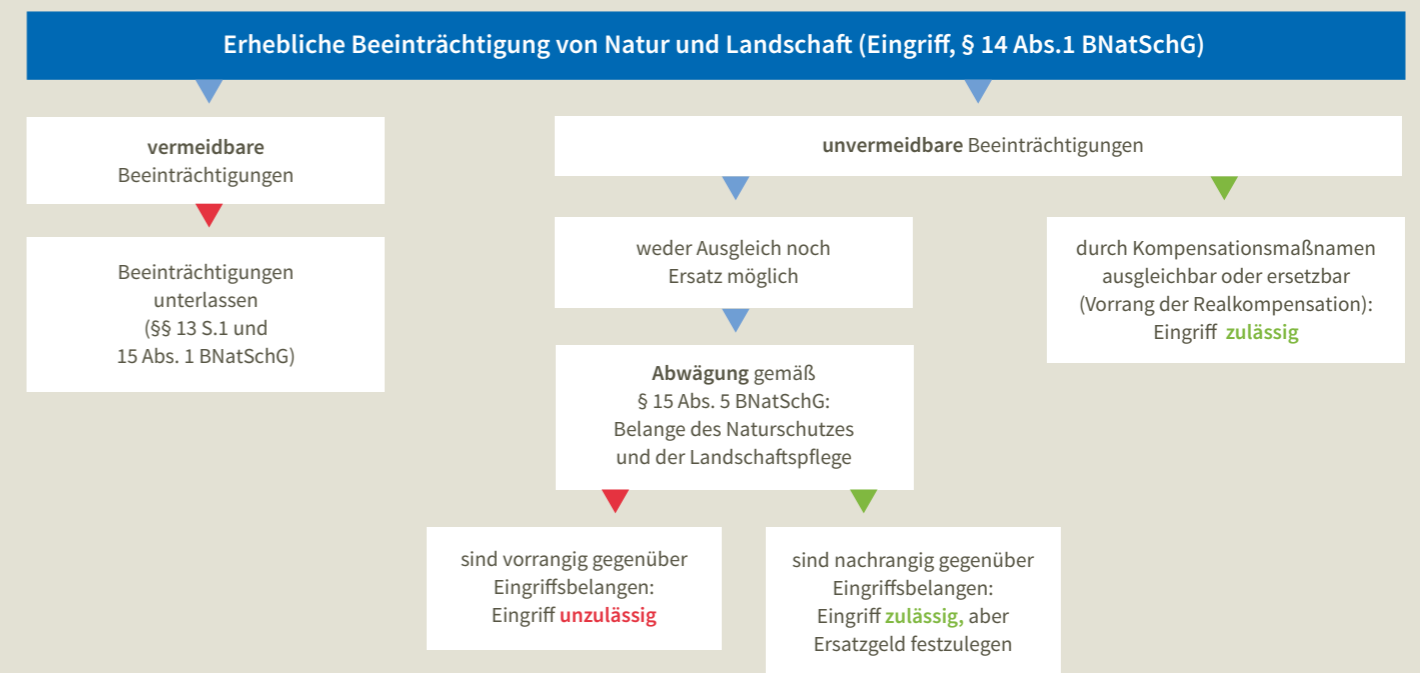 Erhebliche Beeinträchtigung von Natur und Landschaft (Eingriff, § 14 Abs.1 BNatSchG)
vermeidbare
Beeinträchtigungen
Beeinträchtigungen
unterlassen
(§§ 13 S.1 und
15 Abs. 1 BNatSchG)
unvermeidbare Beeinträchtigungen
weder Ausgleich noch
Ersatz möglich
Abwägung gemäß
§ 15 Abs. 5 BNatSchG:
Belange des Naturschutzes
und der Landschaftspflege
sind vorrangig gegenüber
Eingriffsbelangen:
Eingriff unzulässig
sind nachrangig gegenüber
Eingriffsbelangen:
Eingriff zulässig, aber
Ersatzgeld festzulegen
durch Kompensationsmaßnamen
ausgleichbar oder ersetzbar
(Vorrang der Realkompensation):
Eingriff zulässig